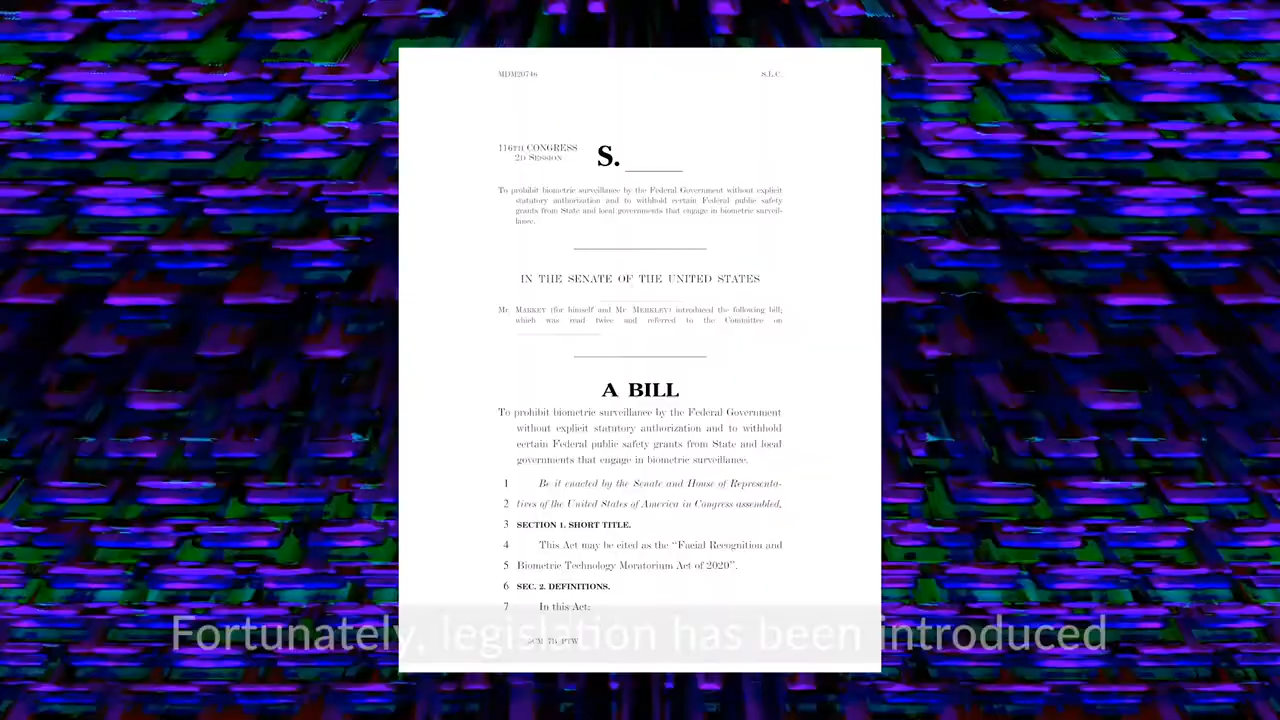 MDM20746 S.L.C.
116TH CONGRESS
2D SESSION
S.
To prohibit biometric surveillance by the Federal Government without explicit
statutory authorization and to withhold certain Federal public safety
grants from State and local governments that engage in biometric surveil-
lance.
IN THE SENATE OF THE UNITED STATES
Mr. MARKEY (for himself and Mr. MERKLEY) introduced the following bill;
which was read twice and referred to the Committee on
A BILL
To prohibit biometric surveillance by the Federal Government
without explicit statutory authorization and to withhold
certain Federal public safety grants from State and local
governments that engage in biometric surveillance.
1 Be it enacted by the Senate and House of Representa-
2 tives of the United States of America in Congress assembled,
3 SECTION 1. SHORT TITLE.
4 This Act may be cited as the “Facial Recognition and
5 Biometric Technology Moratorium Act of 2020”.
6 SEC. 2. DEFINITIONS.
7 In this Act:
Fortunately, legislation has been introduced